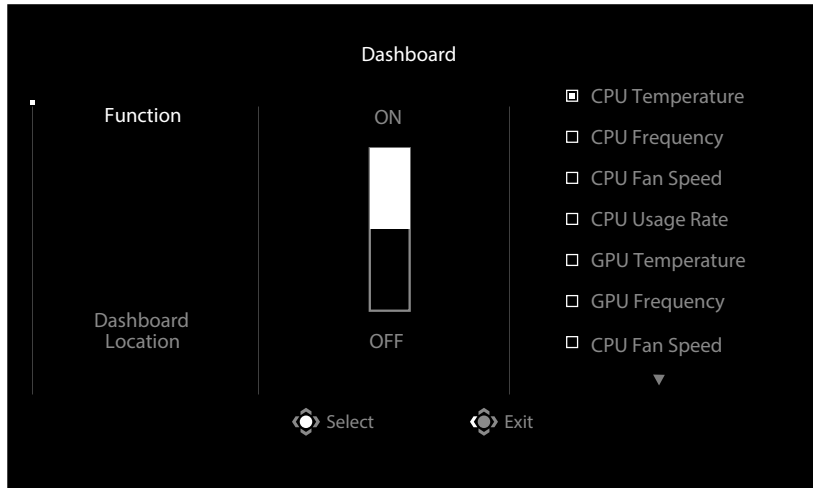 Dashboard
Function
Dashboard
Location
ON
OFF
CPU Temperature
CPU Frequency
CPU Fan Speed
CPU Usage Rate
GPU Temperature
GPU Frequency
CPU Fan Speed
Select
Exit